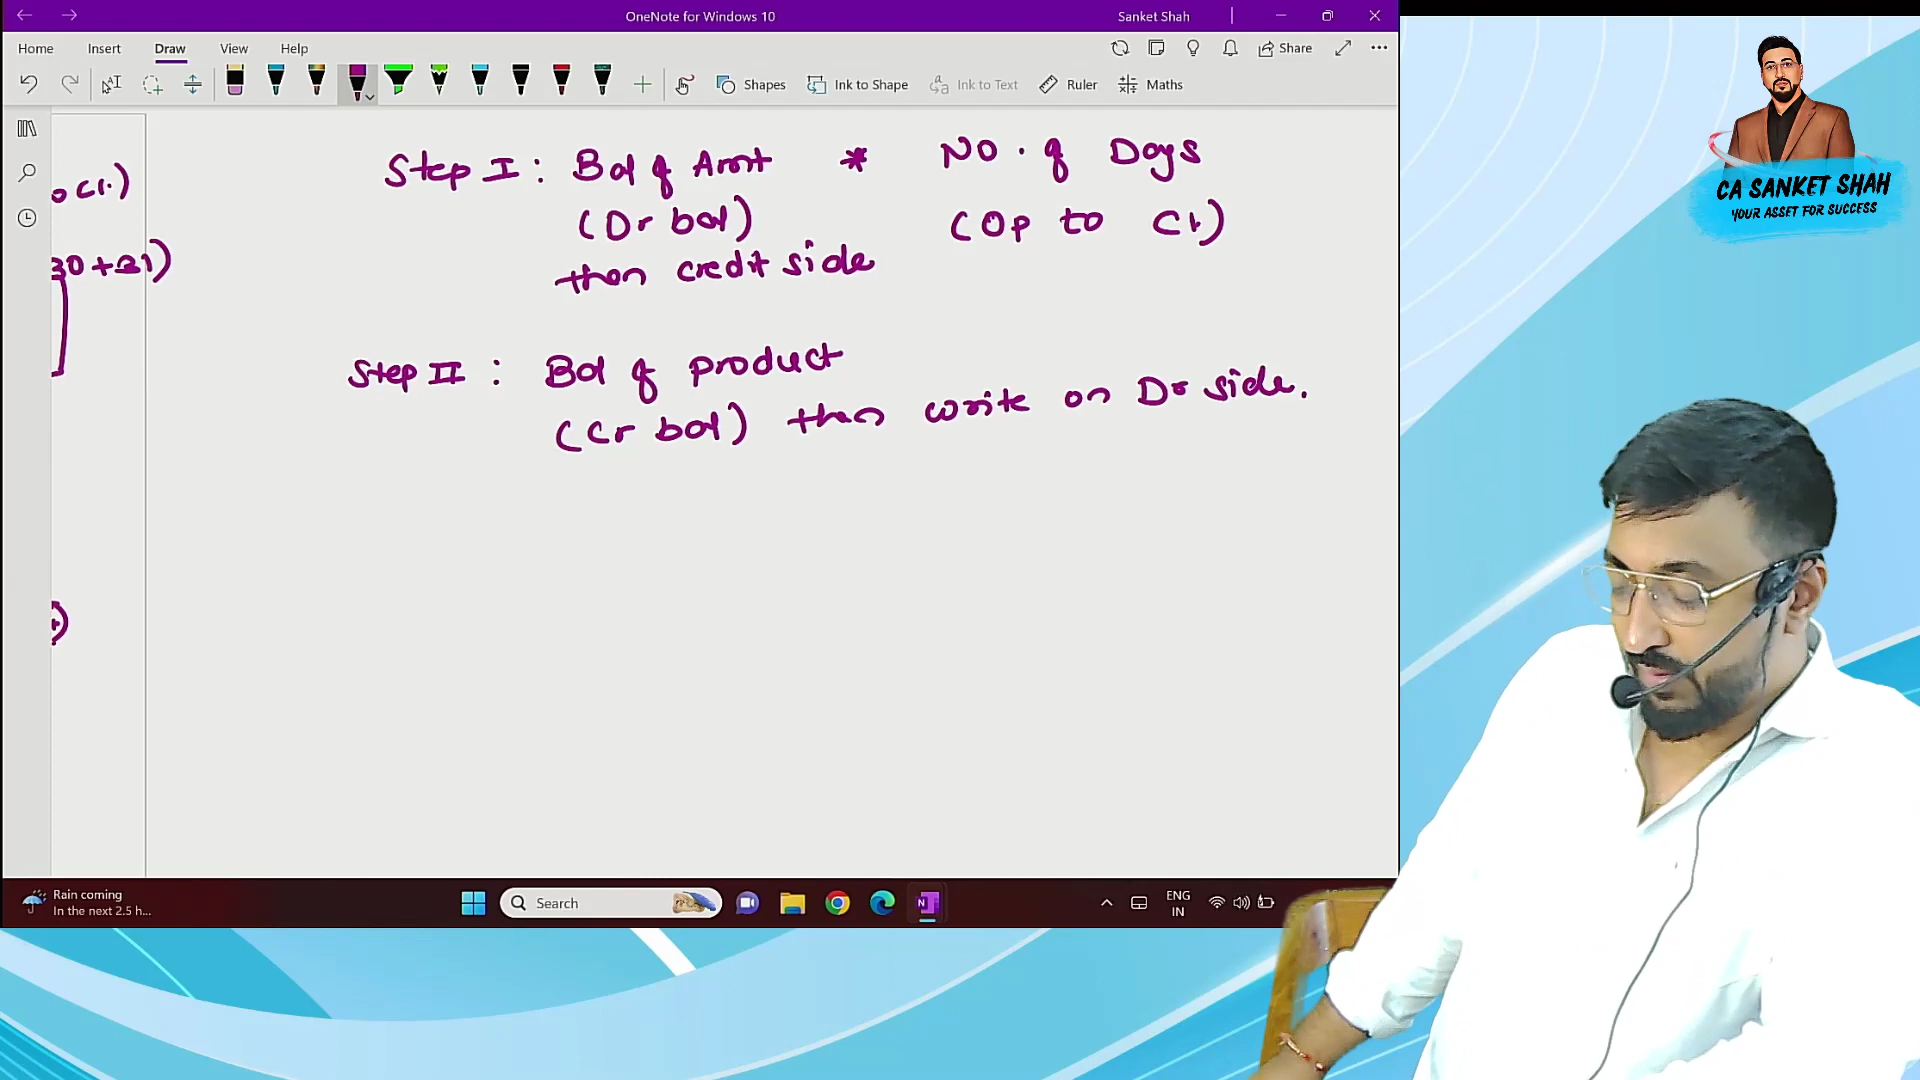 OneNote for Windows 10
Sanket Shah
Home Insert Draw View Help
Share
Shapes Ink to Shape Ink to Text Ruler Maths
CA SANKET SHAH
YOUR ASSET FOR SUCCESS
Step I : Bal of Amt * No. of Days
(Dr bal) (Op to Cl.)
then credit side
Step II : Bal of product
(Cr bal) then write on Dr side.
o Cl.)
30+31)
Rain coming
In the next 2.5 h...
Search
ENG
IN